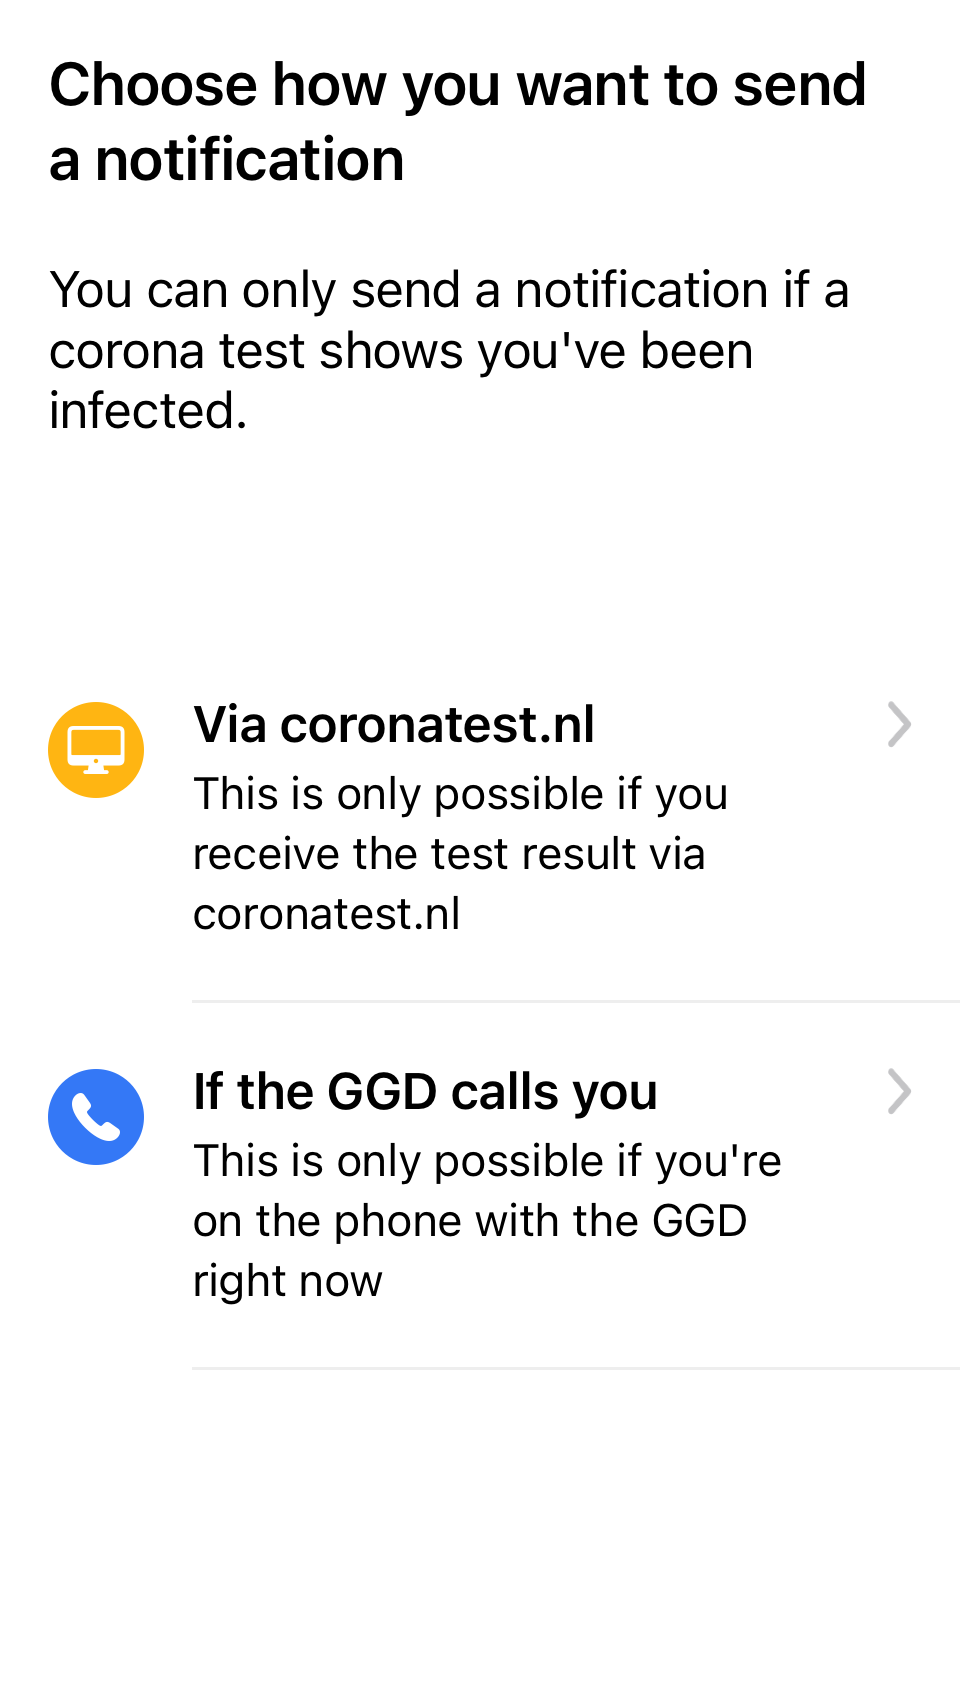 Choose how you want to send
a notification
You can only send a notification if a
corona test shows you've been
infected.
Via coronatest.nl
This is only possible if you
receive the test result via
coronatest.nl
If the GGD calls you
This is only possible if you're
on the phone with the GGD
right now